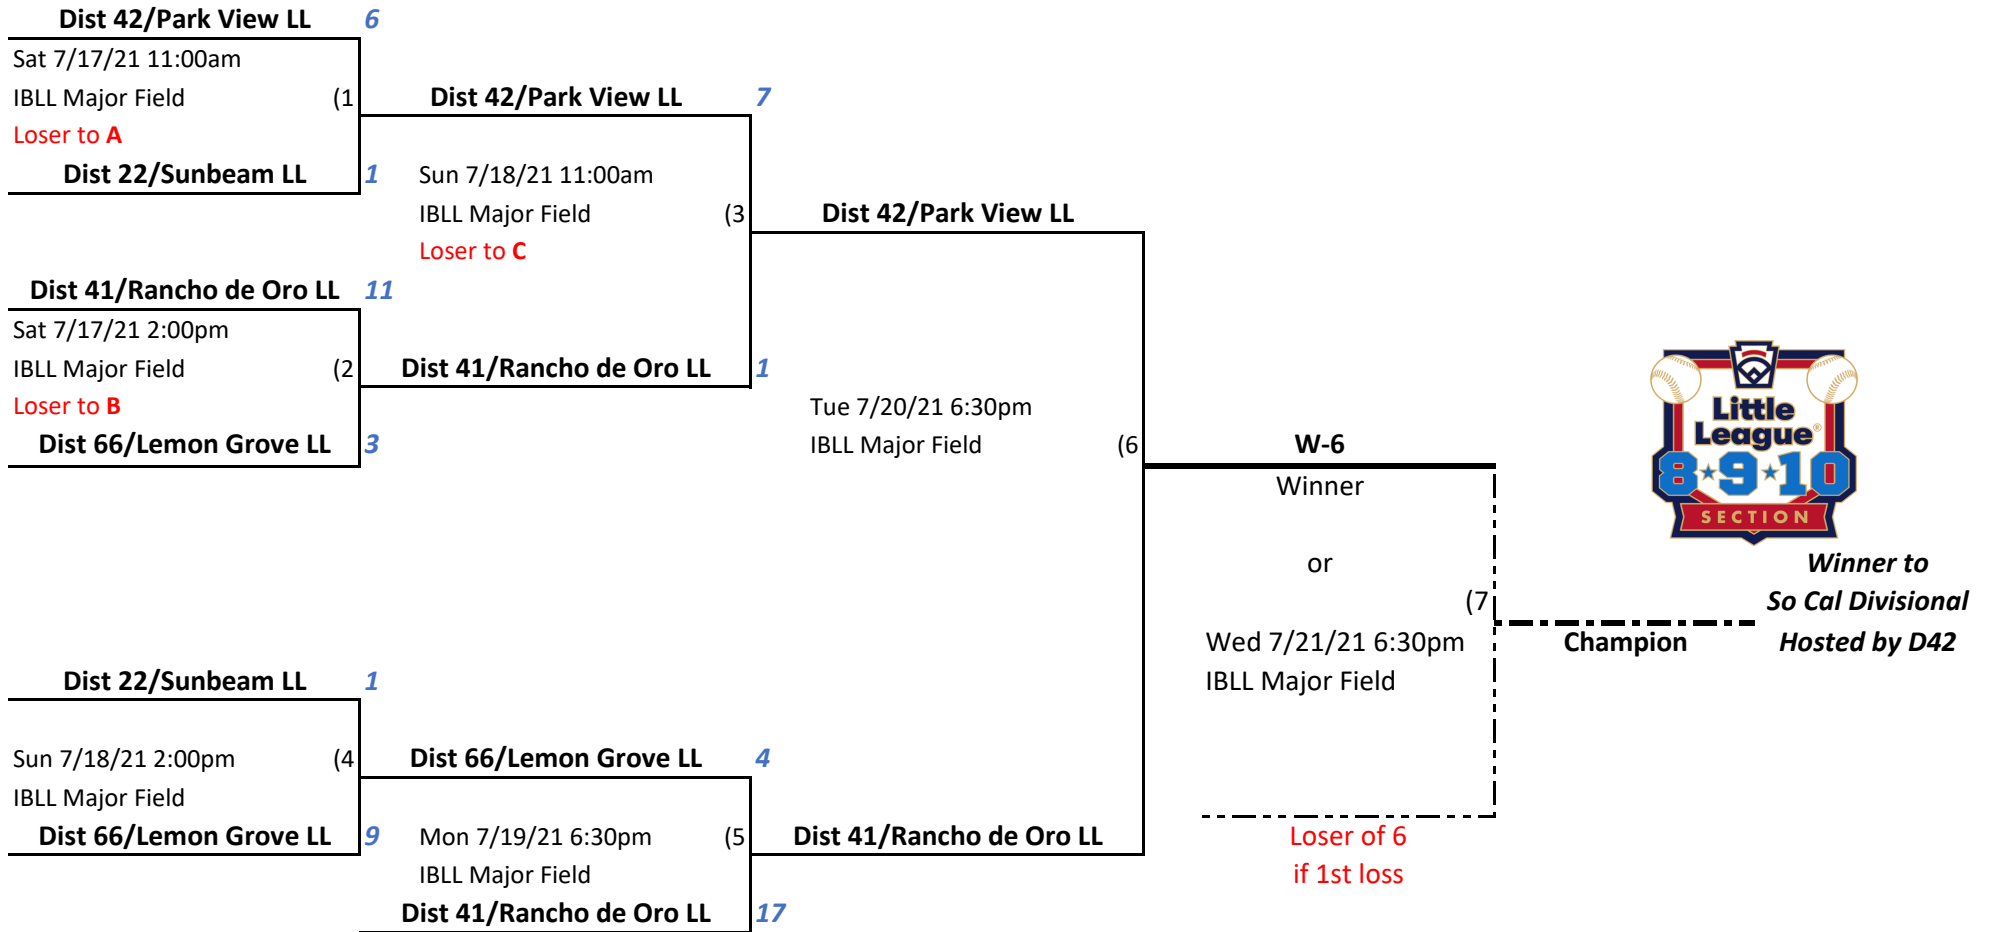 Dist 42/Park View LL 6
Sat 7/17/21 11:00am
IBLL Major Field (1
Loser to A
Dist 22/Sunbeam LL 1
Dist 42/Park View LL 7
Sun 7/18/21 11:00am
IBLL Major Field (3
Loser to C
Dist 41/Rancho de Oro LL 11
Sat 7/17/21 2:00pm
IBLL Major Field (2
Loser to B
Dist 66/Lemon Grove LL 3
Dist 41/Rancho de Oro LL 1
Dist 42/Park View LL
Tue 7/20/21 6:30pm
IBLL Major Field (6
W-6
Winner
or
(7
Wed 7/21/21 6:30pm
IBLL Major Field
Little
League®
8★9★10
SECTION
Winner to
So Cal Divisional
Hosted by D42
Champion
Dist 22/Sunbeam LL 1
Sun 7/18/21 2:00pm (4
IBLL Major Field
Dist 66/Lemon Grove LL 9
Dist 66/Lemon Grove LL 4
Mon 7/19/21 6:30pm (5
IBLL Major Field
Dist 41/Rancho de Oro LL 17
Dist 41/Rancho de Oro LL
Loser of 6
if 1st loss